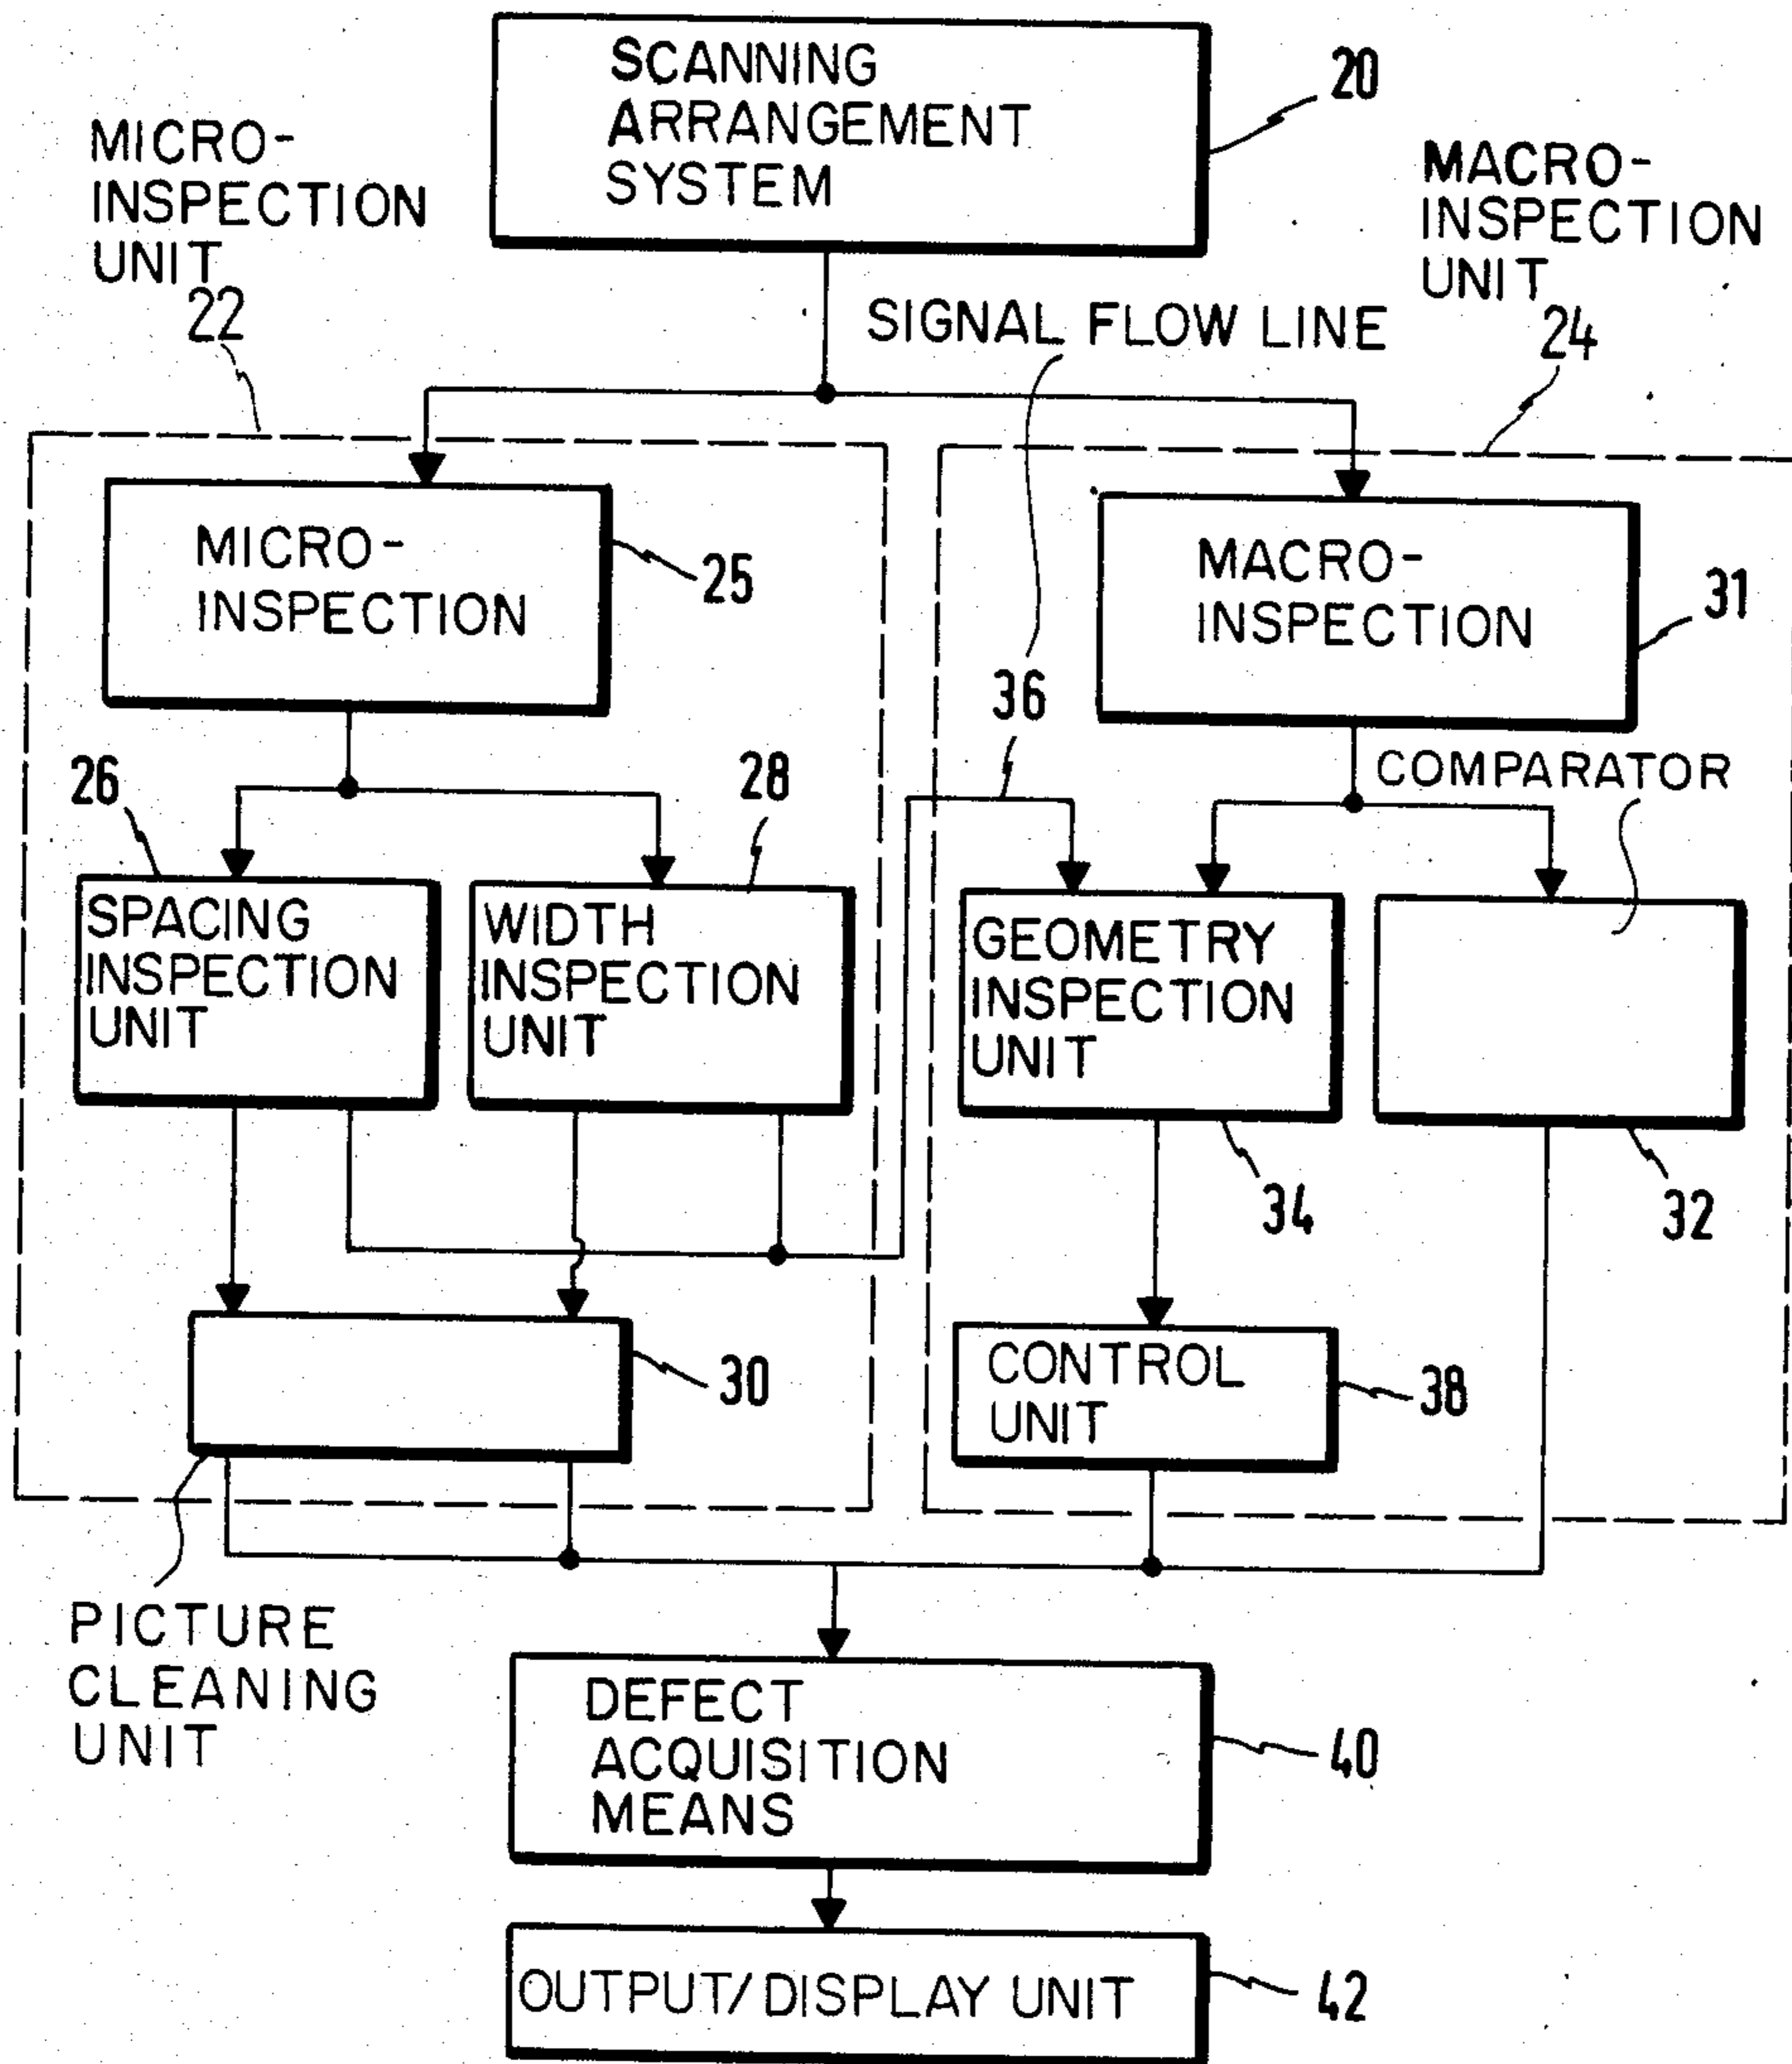 SCANNING
ARRANGEMENT
SYSTEM
20
MICRO-
INSPECTION
UNIT
22
MACRO-
INSPECTION
UNIT
24
SIGNAL FLOW LINE
MICRO-
INSPECTION
25
MACRO-
INSPECTION
31
36
COMPARATOR
26
28
SPACING
INSPECTION
UNIT
WIDTH
INSPECTION
UNIT
GEOMETRY
INSPECTION
UNIT
34
32
30
CONTROL
UNIT
38
PICTURE
CLEANING
UNIT
DEFECT
ACQUISITION
MEANS
40
OUTPUT/DISPLAY UNIT
42